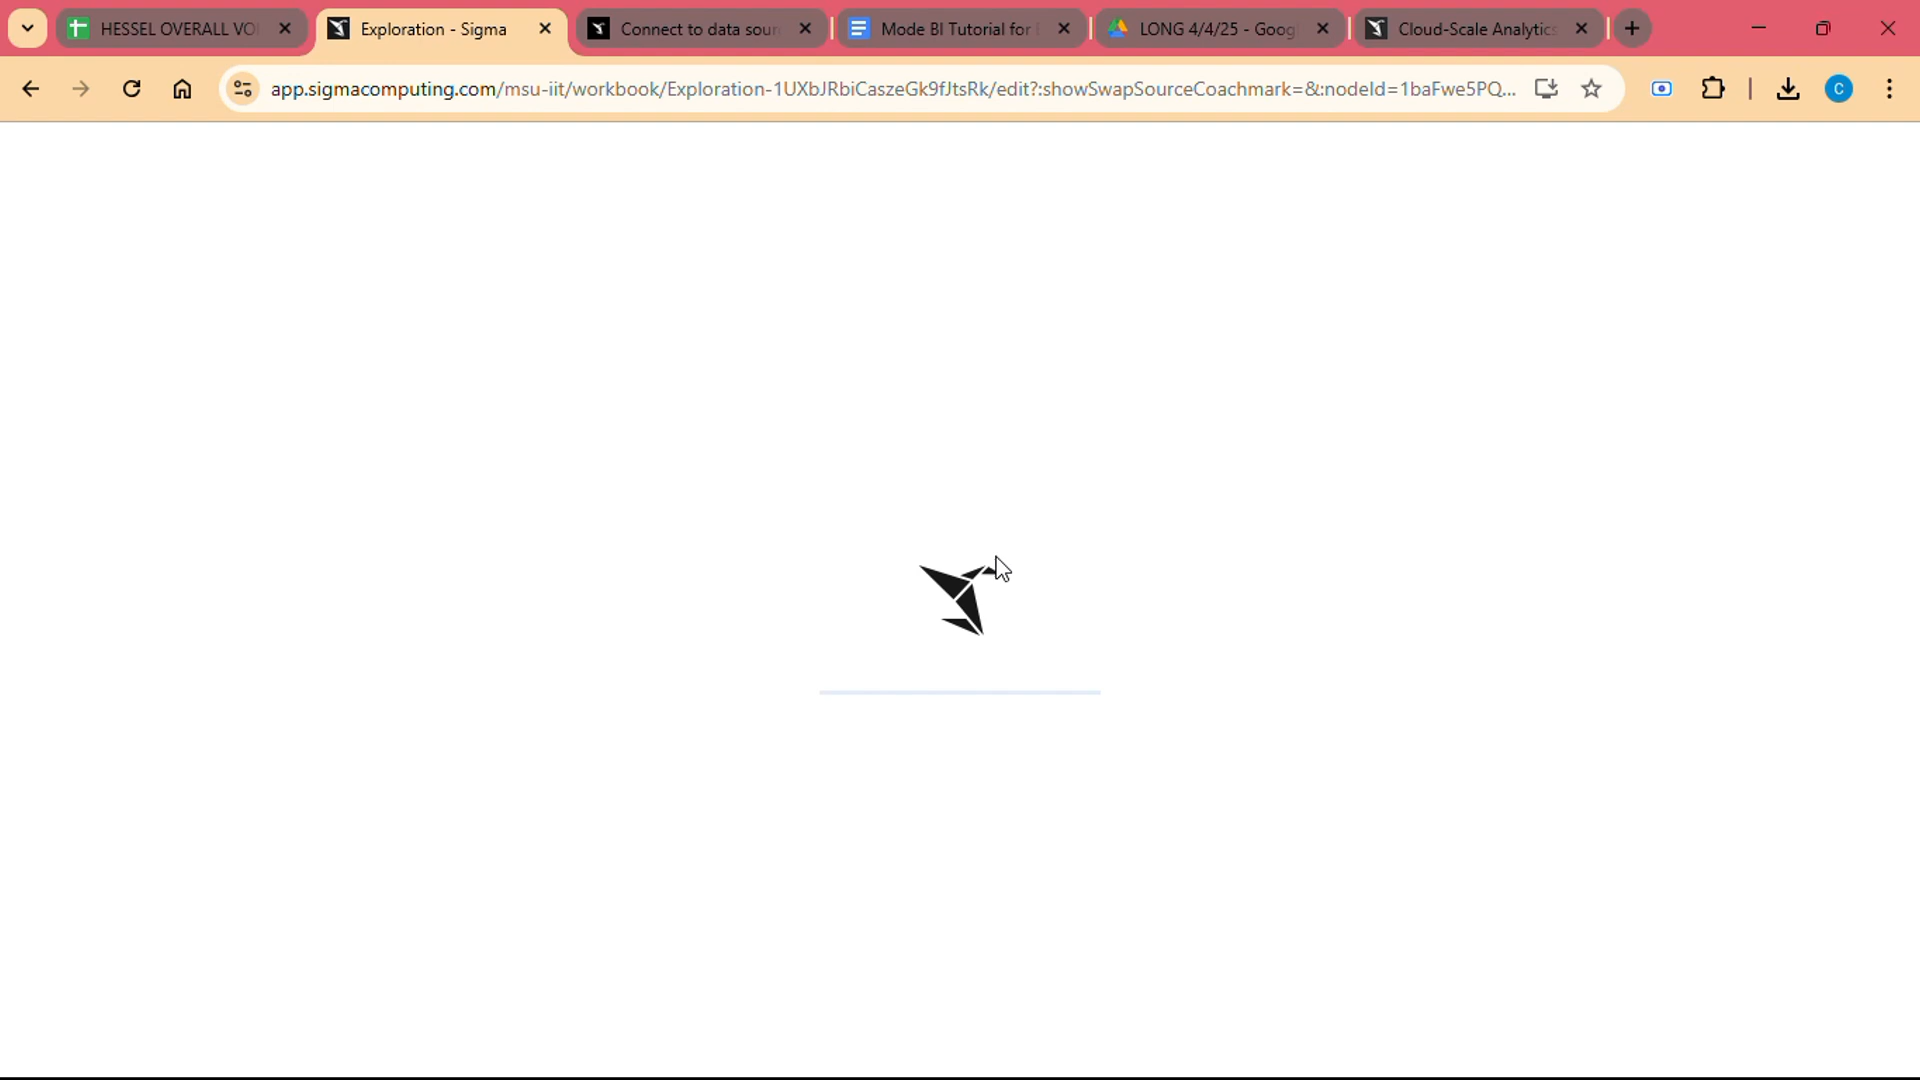 HESSEL OVERALL VO
Exploration - Sigma
Connect to data sour
Mode BI Tutorial for
LONG 4/4/25 - Goog
Cloud-Scale Analytics
app.sigmacomputing.com/msu-iit/workbook/Exploration-1UXbJRbiCaszeGk9fJtsRk/edit?:showSwapSourceCoachmark=&:nodeId=1baFwe5PQ...
C